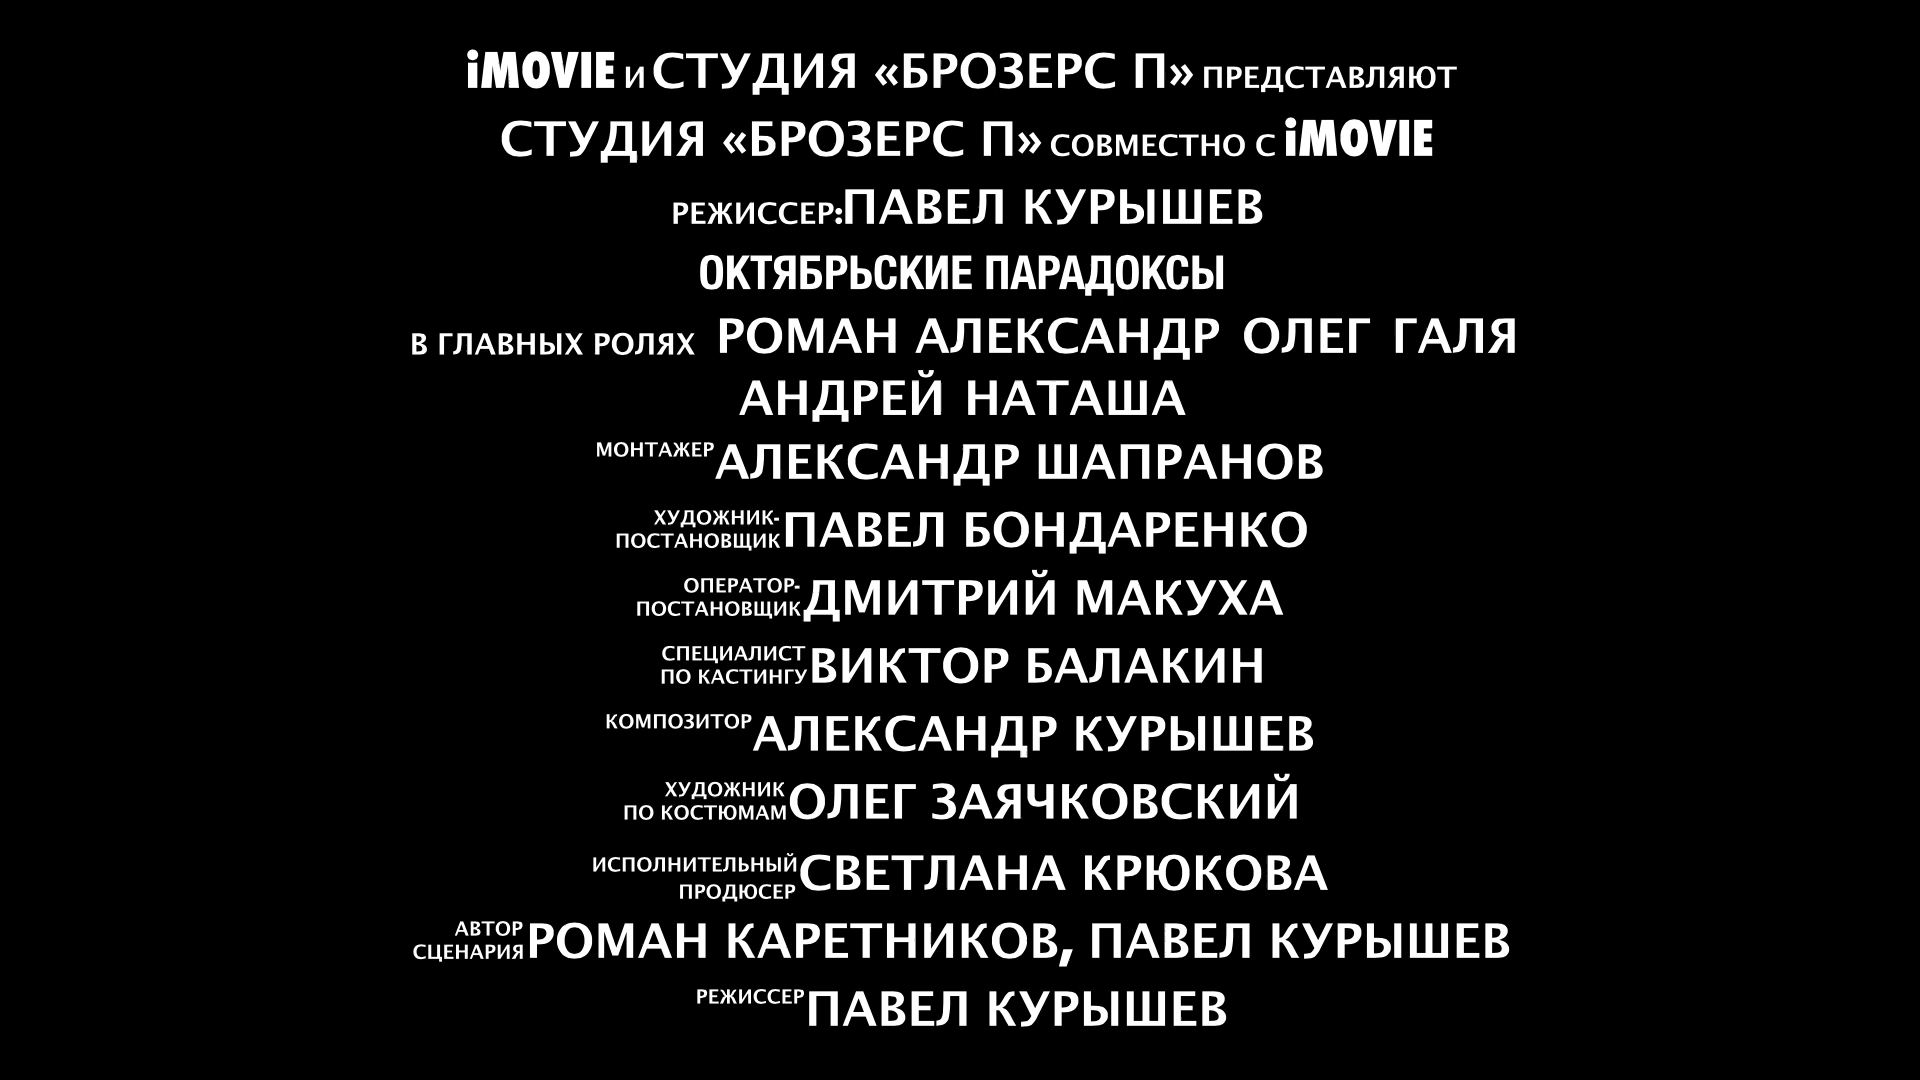 iMOVIE И СТУДИЯ «БРОЗЕРС П» ПРЕДСТАВЛЯЮТ
СТУДИЯ «БРОЗЕРС П» СОВМЕСТНО С iMOVIE
РЕЖИССЕР:ПАВЕЛ КУРЫШЕВ
ОКТЯБРЬСКИЕ ПАРАДОКСЫ
В ГЛАВНЫХ РОЛЯХ РОМАН АЛЕКСАНДР ОЛЕГ ГАЛЯ
АНДРЕЙ НАТАША
МОНТАЖЕР АЛЕКСАНДР ШАПРАНОВ
ХУДОЖНИК-
ПОСТАНОВЩИК ПАВЕЛ БОНДАРЕНКО
ОПЕРАТОР-
ПОСТАНОВЩИК ДМИТРИЙ МАКУХА
СПЕЦИАЛИСТ
ПО КАСТИНГУ ВИКТОР БАЛАКИН
КОМПОЗИТОР АЛЕКСАНДР КУРЫШЕВ
ХУДОЖНИК
ПО КОСТЮМАМ ОЛЕГ ЗАЯЧКОВСКИЙ
ИСПОЛНИТЕЛЬНЫЙ
ПРОДЮСЕР СВЕТЛАНА КРЮКОВА
АВТОР
СЦЕНАРИЯ РОМАН КАРЕТНИКОВ, ПАВЕЛ КУРЫШЕВ
РЕЖИССЕР ПАВЕЛ КУРЫШЕВ